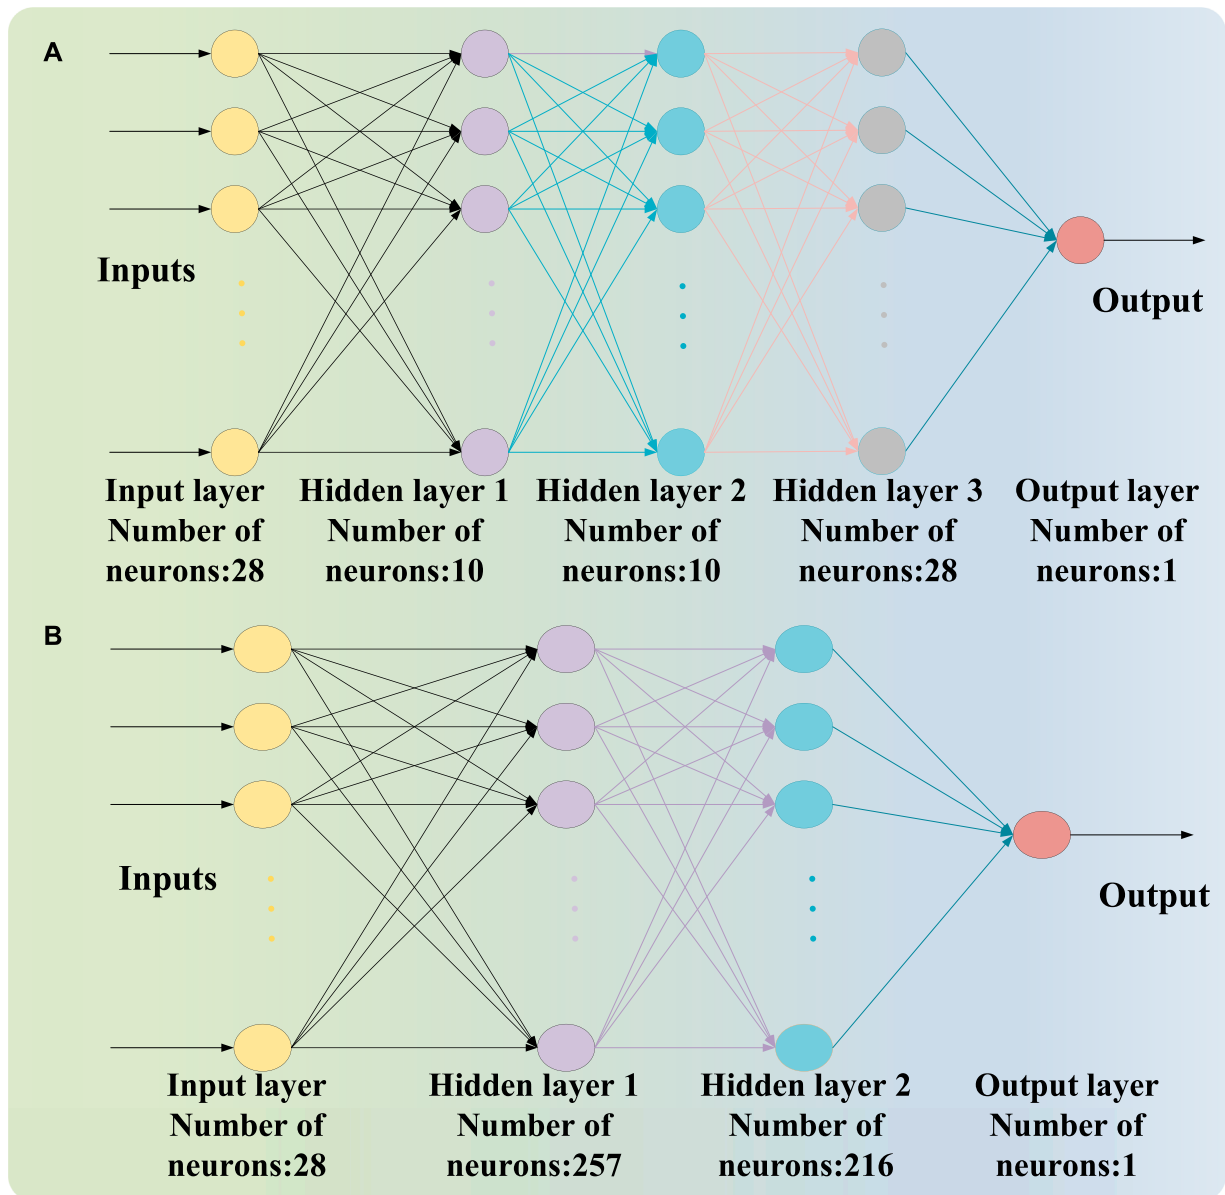 A
Inputs
Output
Input layer
Number of
neurons:28
Hidden layer 1
Number of
neurons:10
Hidden layer 2
Number of
neurons:10
Hidden layer 3
Number of
neurons:28
Output layer
Number of
neurons:1
B
Inputs
Output
Input layer
Number of
neurons:28
Hidden layer 1
Number of
neurons:257
Hidden layer 2
Number of
neurons:216
Output layer
Number of
neurons:1